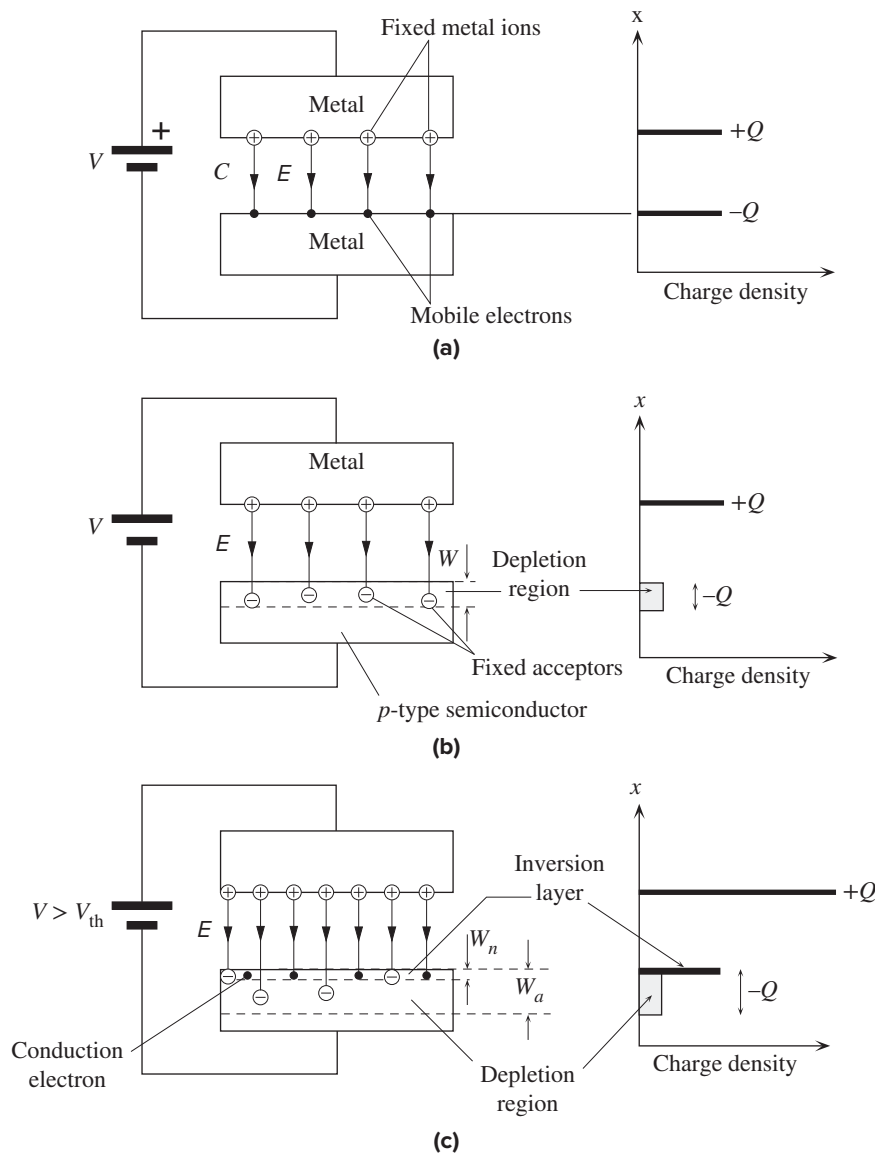 Fixed metal ions
x
Metal
+
V
+ + + +
+Q
C
E
–Q
Metal
Charge density
Mobile electrons
(a)
x
Metal
V
+ + + +
+Q
E
W
Depletion
region
– – – –
–Q
Fixed acceptors
Charge density
p-type semiconductor
(b)
x
Inversion
layer
V > Vth
+ + + + + + +
+Q
E
Wn
– –
Wa
– –
–Q
Conduction
electron
Depletion
region
Charge density
(c)